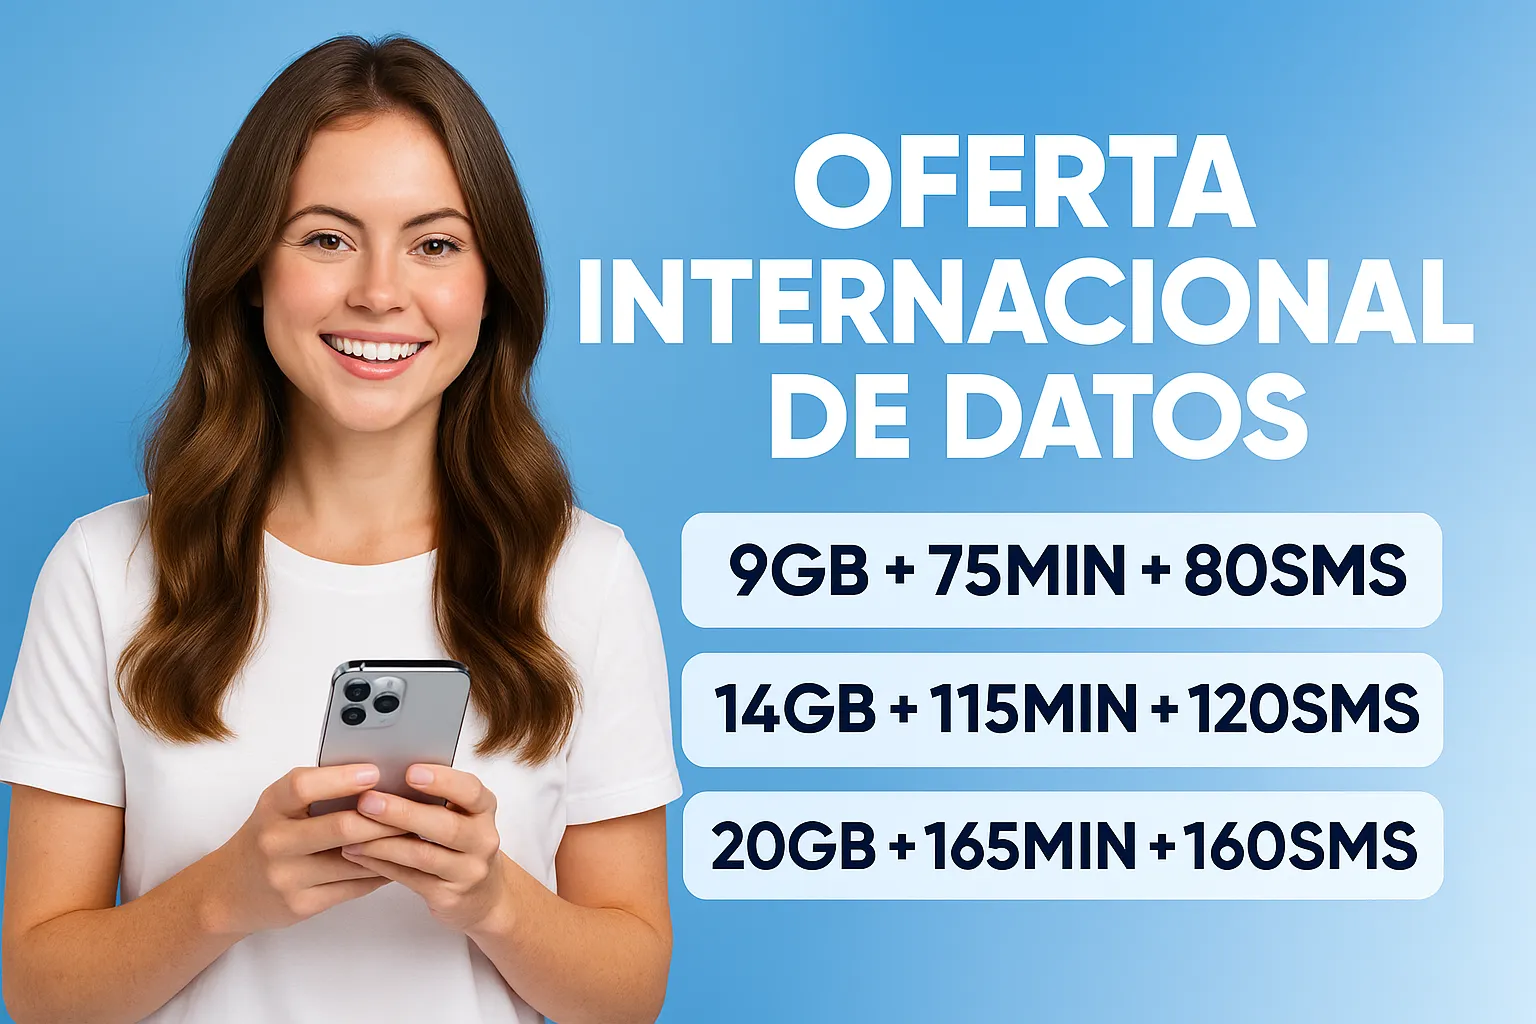 OFERTA
INTERNACIONAL
DE DATOS
9GB + 75MIN + 80SMS
14GB + 115MIN + 120SMS
20GB + 165MIN + 160SMS